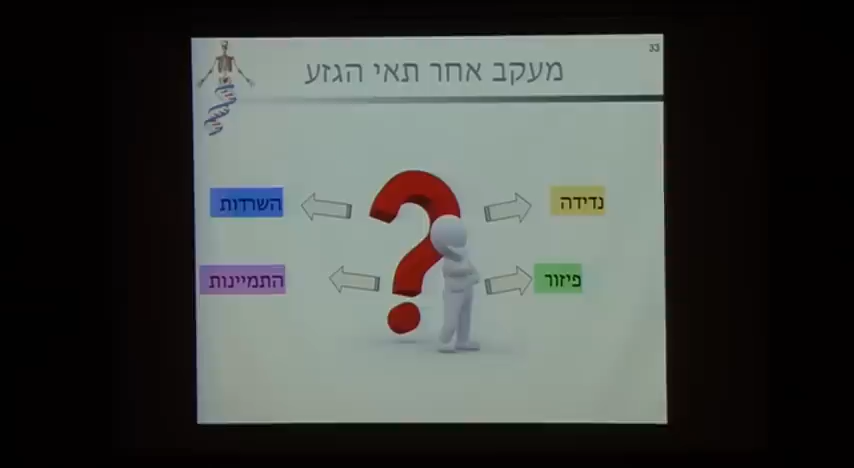 33
מעקב אחר תאי הגזע
נדידה
השרדות
פיזור
התמיינות